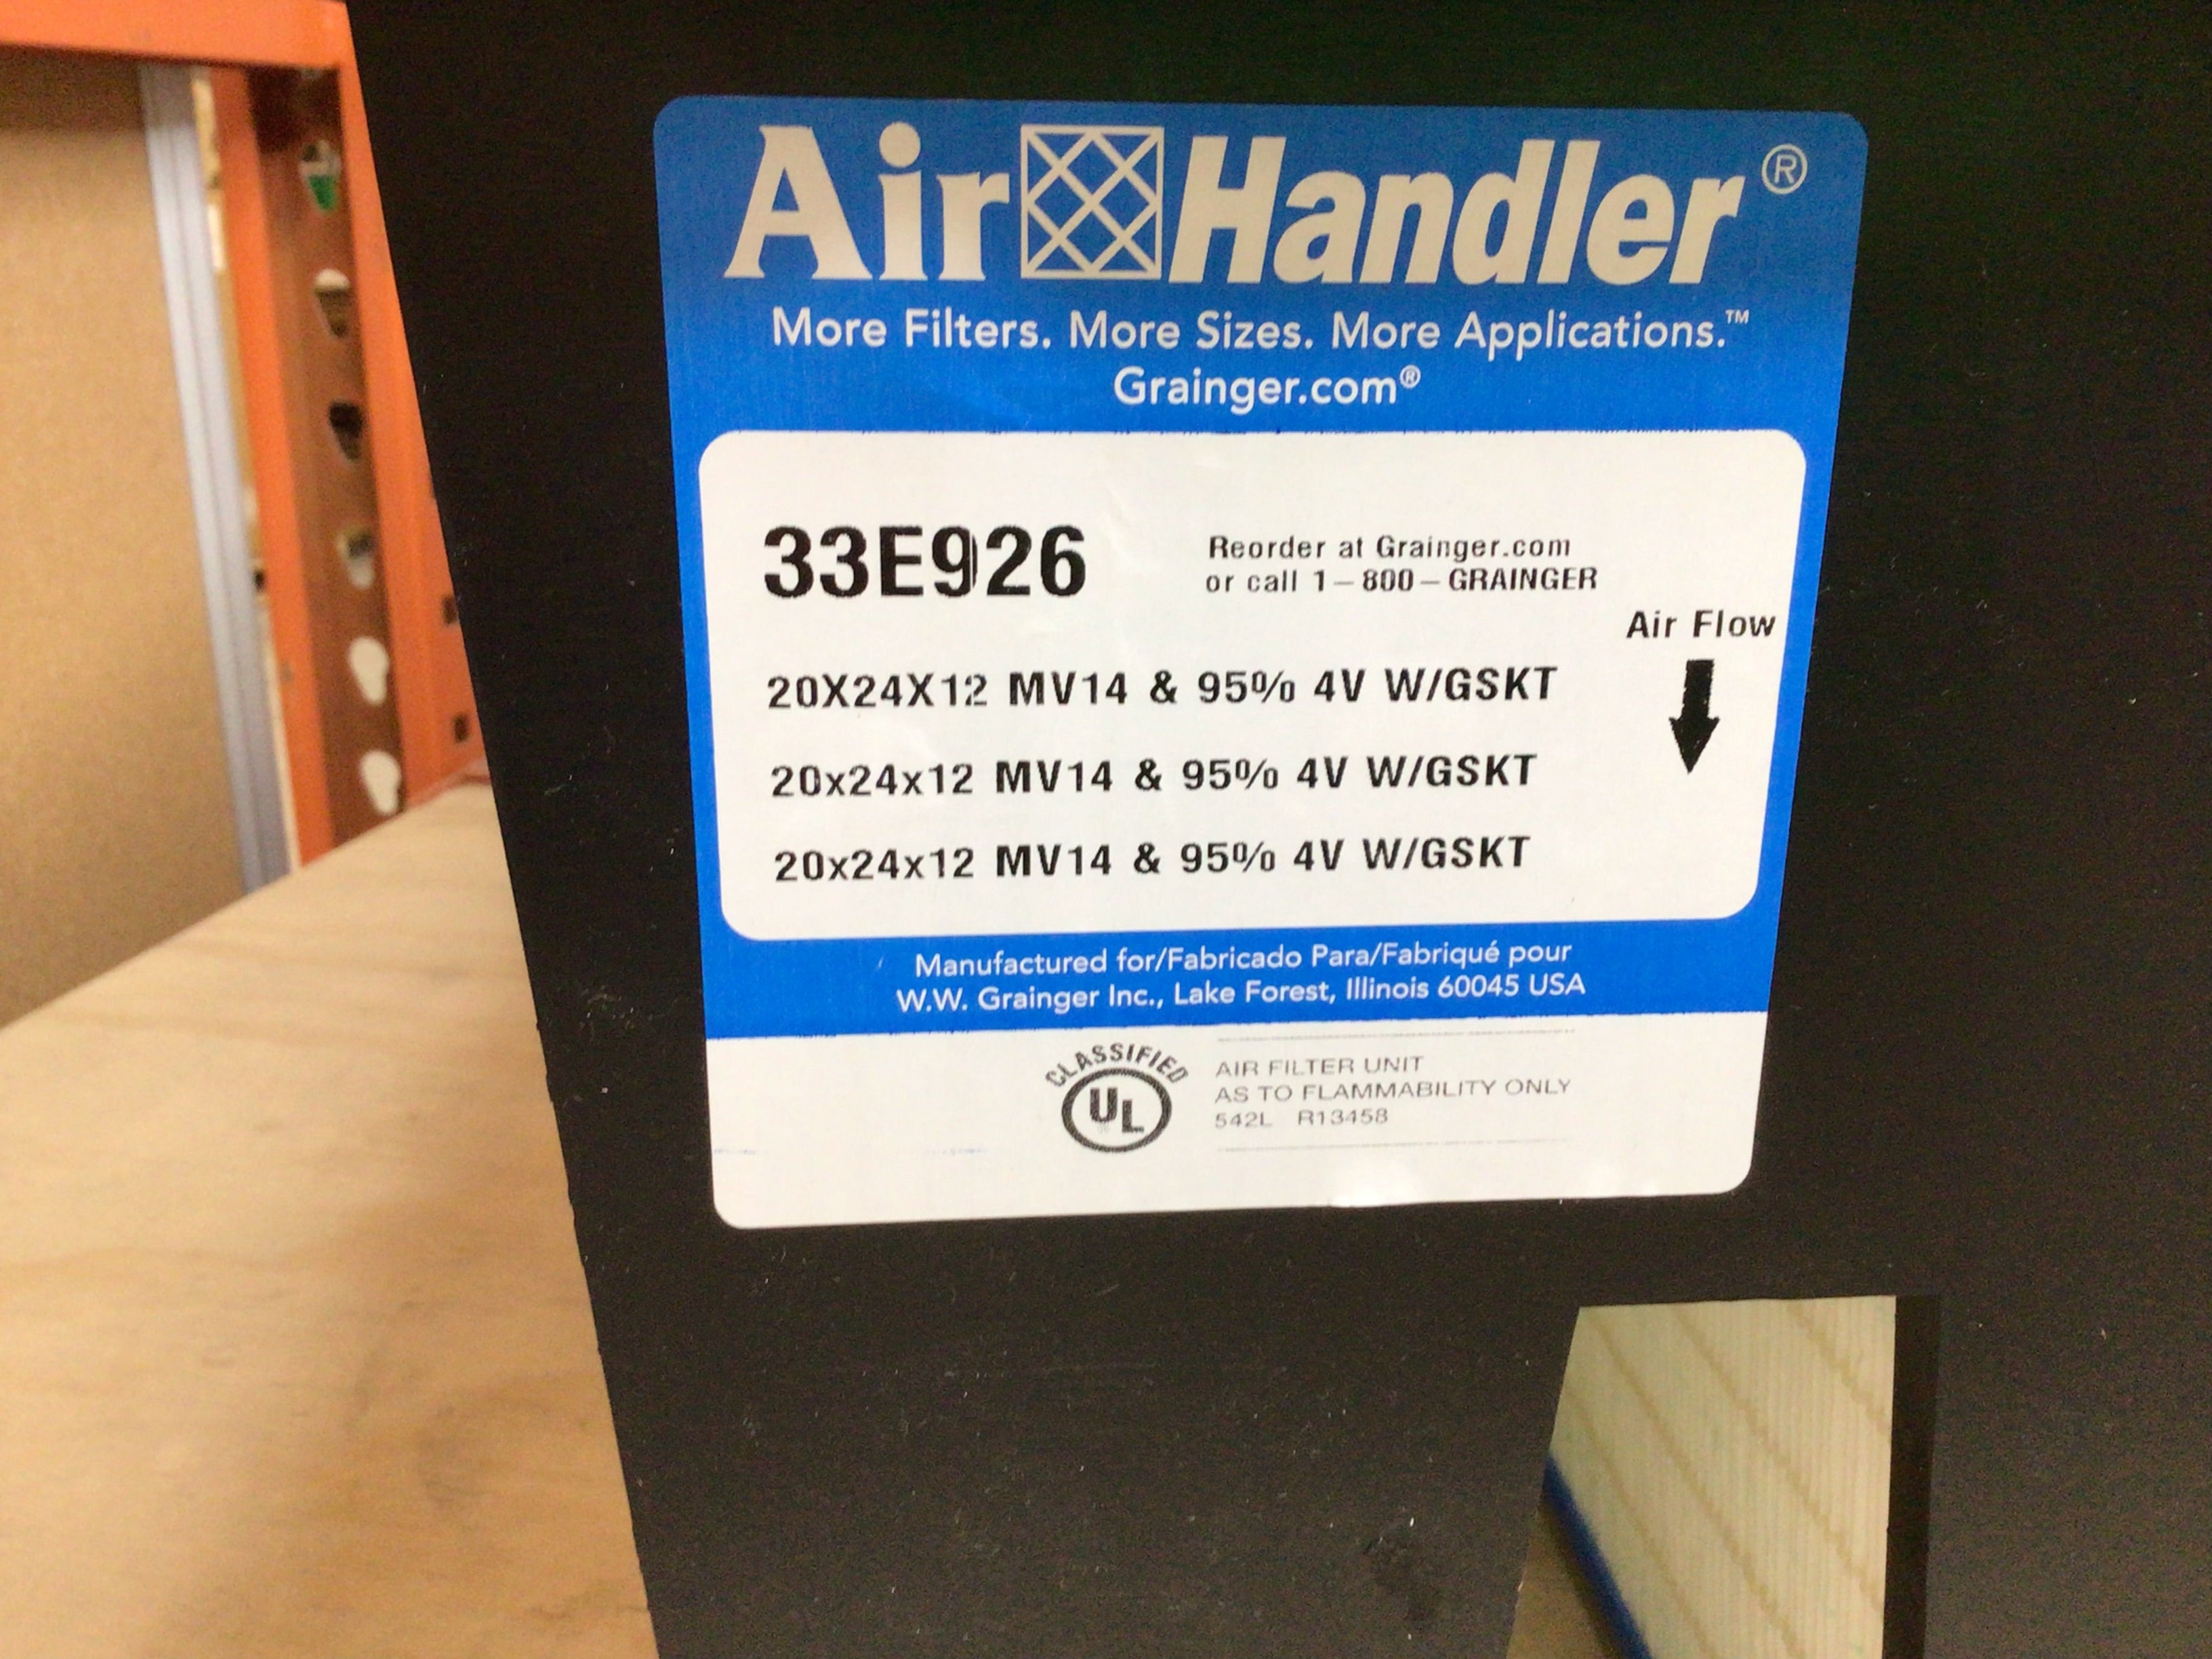 Air Handler®
More Filters. More Sizes. More Applications.™
Grainger.com®
33E926
Reorder at Grainger.com
or call 1-800-GRAINGER
Air Flow
20X24X12 MV14 & 95% 4V W/GSKT
20x24x12 MV14 & 95% 4V W/GSKT
20x24x12 MV14 & 95% 4V W/GSKT
Manufactured for/Fabricado Para/Fabriqué pour
W.W. Grainger Inc., Lake Forest, Illinois 60045 USA
CLASSIFIED
UL
AIR FILTER UNIT
AS TO FLAMMABILITY ONLY
542L R13458